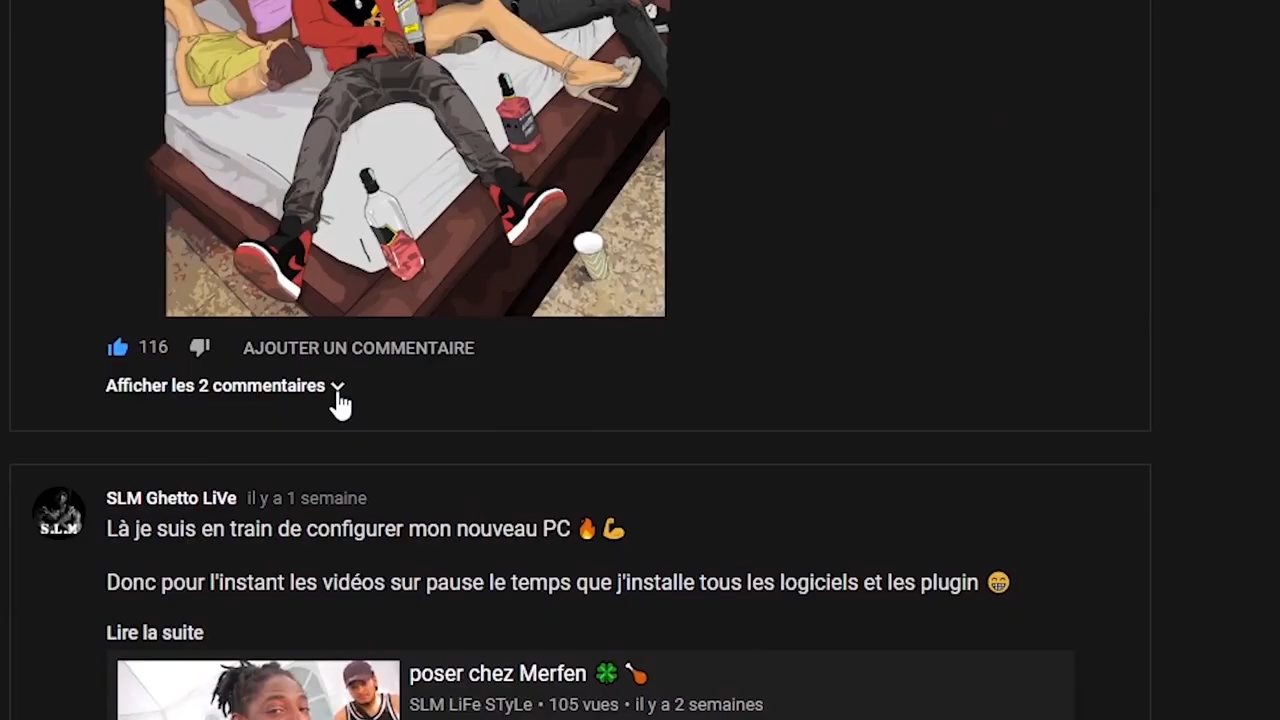 116 AJOUTER UN COMMENTAIRE
Afficher les 2 commentaires
SLM Ghetto LiVe il y a 1 semaine
S.L.M
Là je suis en train de configurer mon nouveau PC 🔥💪
Donc pour l'instant les vidéos sur pause le temps que j'installe tous les logiciels et les plugin 😁
Lire la suite
poser chez Merfen 🍀🍗
SLM LiFe STyLe • 105 vues • il y a 2 semaines